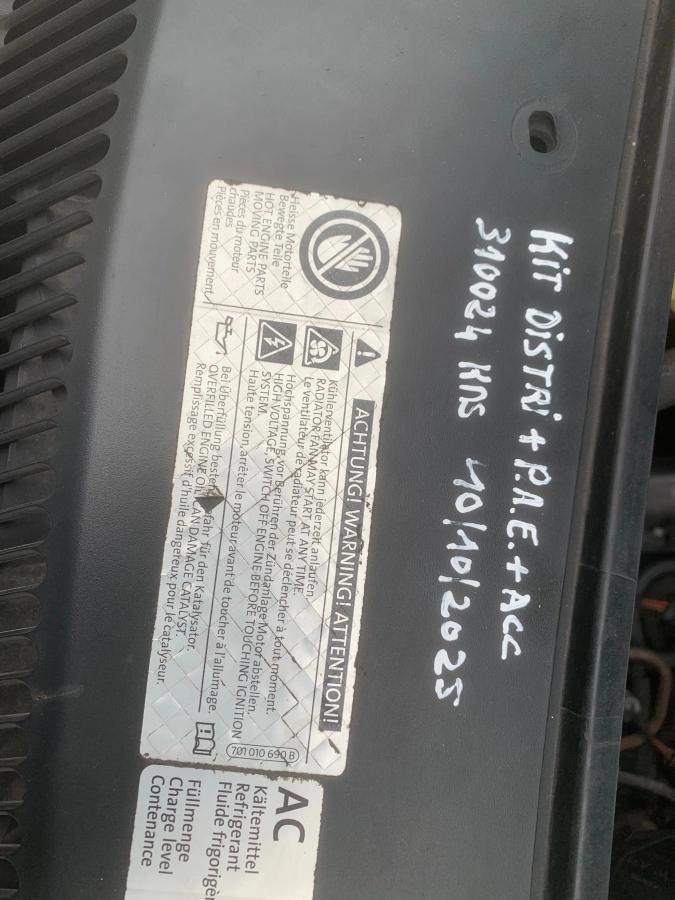 KiT DiSTRi + P.A.E. + ACC
310024 KMS 10/10/2025
Heisse Motorteile
Bewegte Teile
HOT ENGINE PARTS
MOVING PARTS
Pièces du moteur
chaudes
Pièces en mouvement
ACHTUNG! WARNING! ATTENTION!
Kühlerventilator kann jederzeit anlaufen.
RADIATOR FAN MAY START AT ANY TIME.
Le ventilateur de radiateur peut se déclencher à tout moment.
Hochspannung, vor Berühren der Zündanlage Motor abstellen.
HIGH VOLTAGE, SWITCH OFF ENGINE BEFORE TOUCHING IGNITION
SYSTEM.
Haute tension, arrêter le moteur avant de toucher à l'allumage.
Bei Überfüllung besteht Gefahr für den Katalysator.
OVERFILLED ENGINE OIL CAN DAMAGE CATALYST.
Remplissage excessif d'huile dangereux pour le catalyseur.
701 010 690 B
AC
Kältemittel
Refrigerant
Fluide frigorigè
Füllmenge
Charge level
Contenance